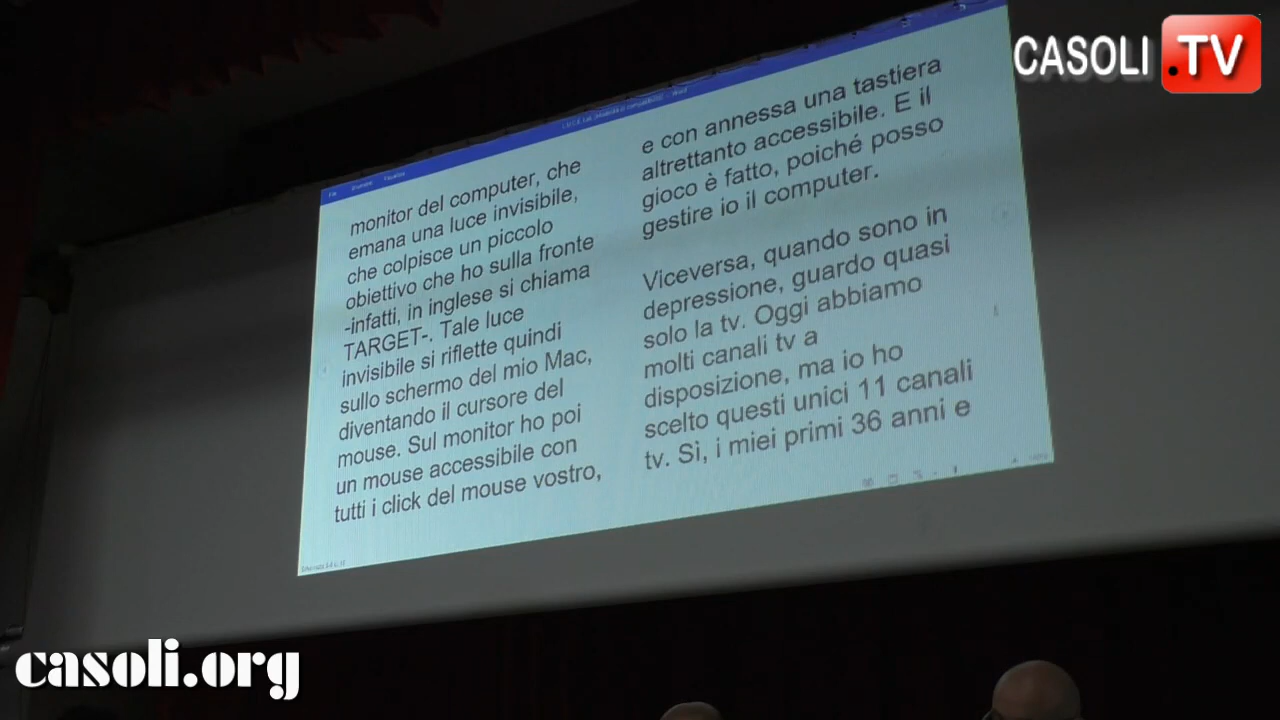 CASOLI.TV
monitor del computer, che
emana una luce invisibile,
che colpisce un piccolo
obiettivo che ho sulla fronte
-infatti, in inglese si chiama
TARGET-. Tale luce
invisibile si riflette quindi
sullo schermo del mio Mac,
diventando il cursore del
mouse. Sul monitor ho poi
un mouse accessibile con
tutti i click del mouse vostro,
e con annessa una tastiera
altrettanto accessibile. E il
gioco è fatto, poiché posso
gestire io il computer.
Viceversa, quando sono in
depressione, guardo quasi
solo la tv. Oggi abbiamo
molti canali tv a
disposizione, ma io ho
scelto questi unici 11 canali
tv. Sì, i miei primi 36 anni e
casoli.org